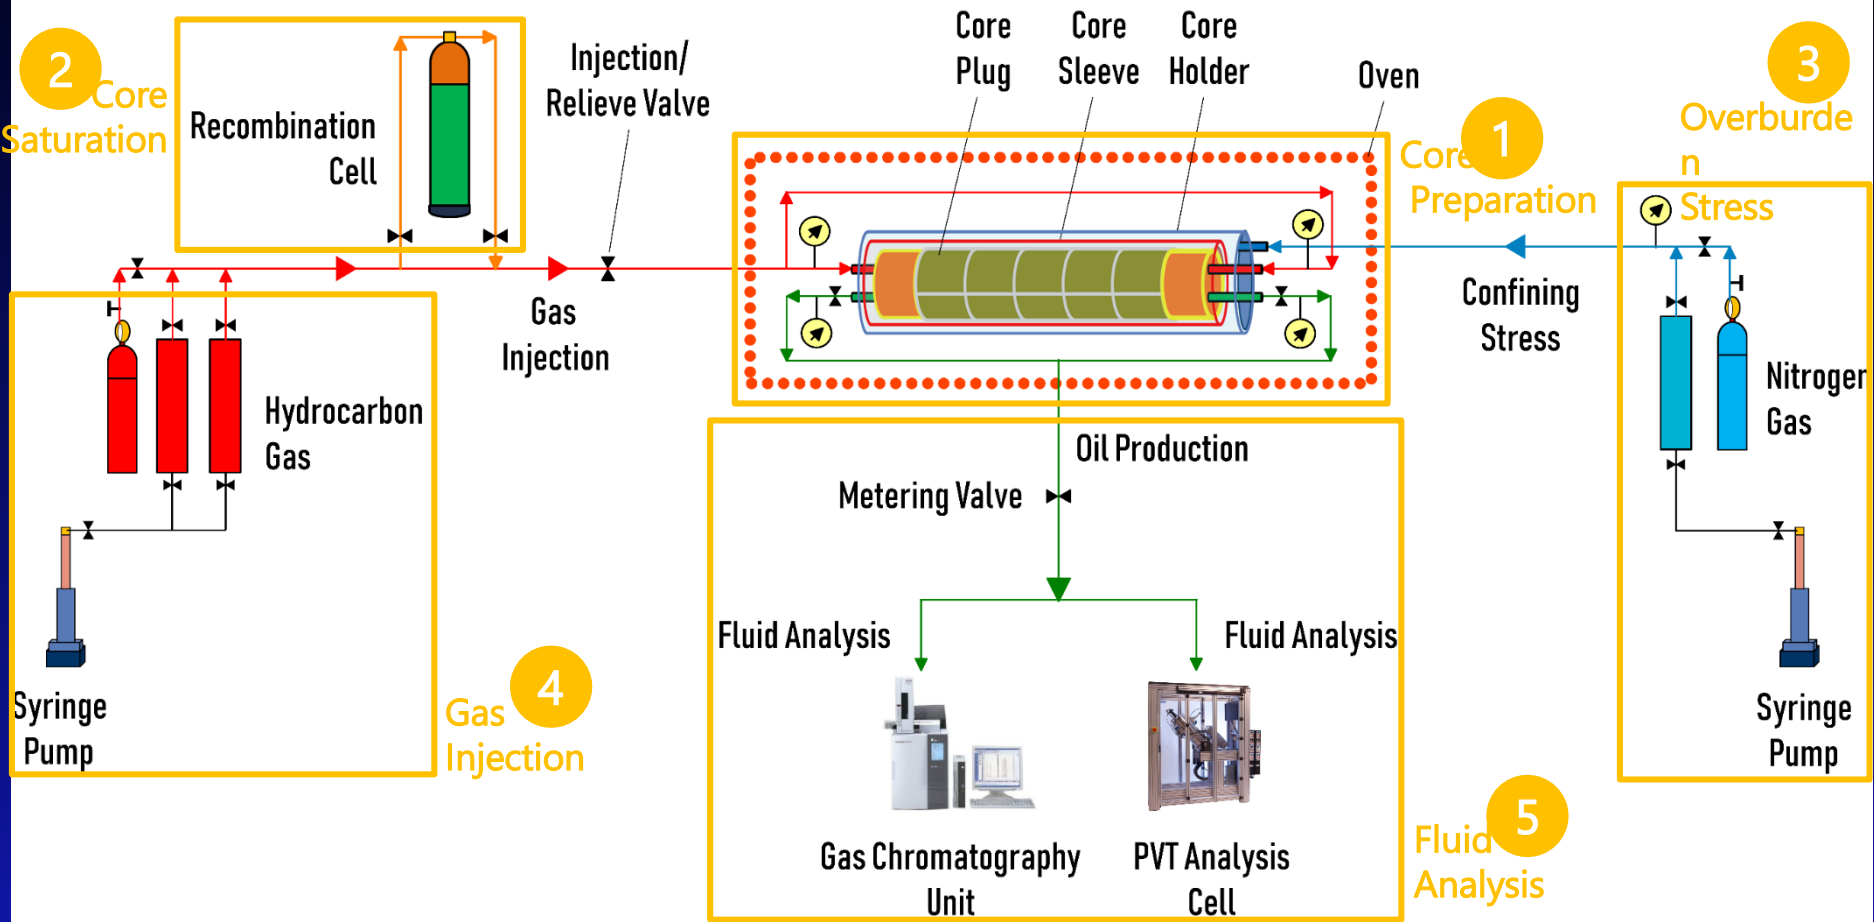 2
Core
Saturation
Recombination
Cell
Injection/
Relieve Valve
Core
Plug
Core
Sleeve
Core
Holder
Oven
1
Core
Preparation
3
Overburde
n
Stress
Gas
Injection
Confining
Stress
Hydrocarbon
Gas
Nitrogen
Gas
Oil Production
Metering Valve
Fluid Analysis
Fluid Analysis
Syringe
Pump
4
Gas
Injection
Syringe
Pump
Gas Chromatography
Unit
PVT Analysis
Cell
5
Fluid
Analysis